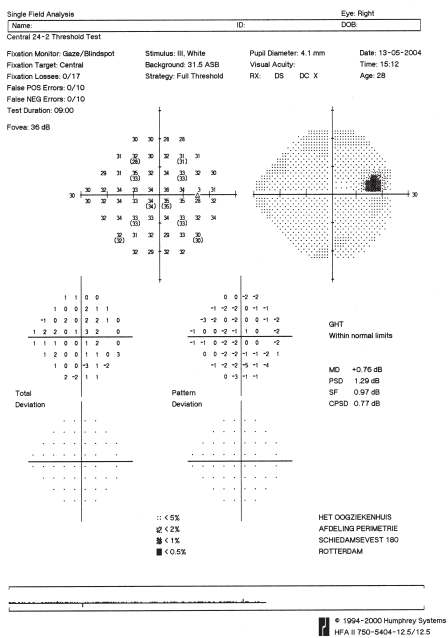 Single Field Analysis Eye: Right
Name: ID: DOB:
Central 24-2 Threshold Test
Fixation Monitor: Gaze/Blindspot Stimulus: III, White Pupil Diameter: 4.1 mm Date: 13-05-2004
Fixation Target: Central Background: 31.5 ASB Visual Acuity: Time: 15:12
Fixation Losses: 0/17 Strategy: Full Threshold RX: DS DC X Age: 28
False POS Errors: 0/10
False NEG Errors: 0/10
Test Duration: 09:00
Fovea: 36 dB
30 30 28 28
31 32 30 32 31 31
(28) (31)
29 31 35 32 34 33 32 30
(33) (33)
30 30 32 34 33 34 36 34 3 31 30
30 32 34 33 34 35 35 28 32
(34) (35)
32 34 33 33 34 33 32 34
(33) (33)
32 31 32 29 33 30
(32) (30)
32 29 32 32
1 1 0 0 0 0 -2 -2
1 0 0 2 1 1 -1 -2 -2 0 -1 -1
-1 0 2 0 2 2 1 0 -3 -2 0 -2 0 0 -1 -2
1 2 2 0 1 3 2 0 -1 0 0 -2 -1 1 0 -2
1 1 1 0 0 1 2 0 -1 -1 -2 -2 -2 -1 0 -2
1 2 0 0 1 1 0 3 0 0 -2 -2 -1 -1 -2 1
1 0 0 -3 1 -2 -1 -2 -2 -5 -1 -4
2 -2 1 1 0 -3 -1 -1
GHT
Within normal limits
MD +0.76 dB
PSD 1.29 dB
SF 0.97 dB
CPSD 0.77 dB
Total Pattern
Deviation Deviation
< 5%
< 2%
< 1%
< 0.5%
HET OOGZIEKENHUIS
AFDELING PERIMETRIE
SCHIEDAMSEVEST 180
ROTTERDAM
© 1994-2000 Humphrey Systems
HFA II 750-5404-12.5/12.5